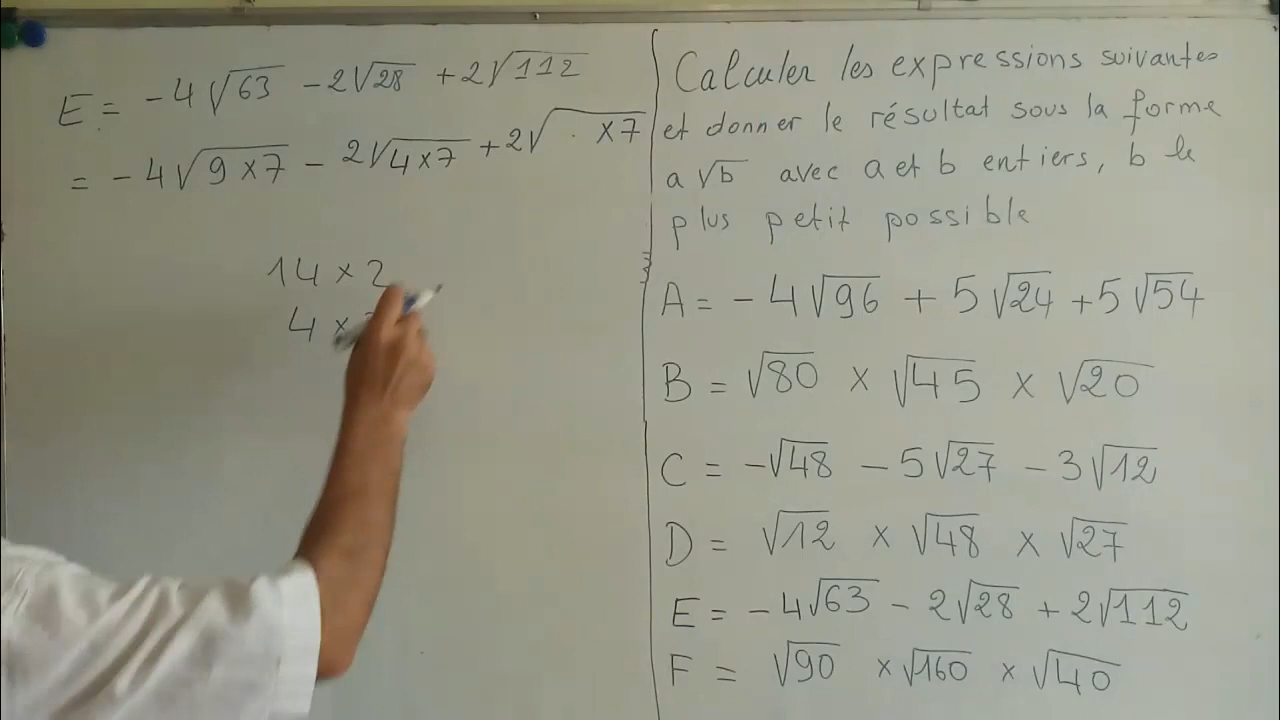 E = -4√63 - 2√28 + 2√112
= -4√9×7 - 2√4×7 + 2√ . ×7
14 × 2
4 ×
Calculer les expressions suivantes
et donner le résultat sous la forme
a√b avec a et b entiers, b le
plus petit possible
A = -4√96 + 5√24 + 5√54
B = √80 × √45 × √20
C = -√48 - 5√27 - 3√12
D = √12 × √48 × √27
E = -4√63 - 2√28 + 2√112
F = √90 × √160 × √40